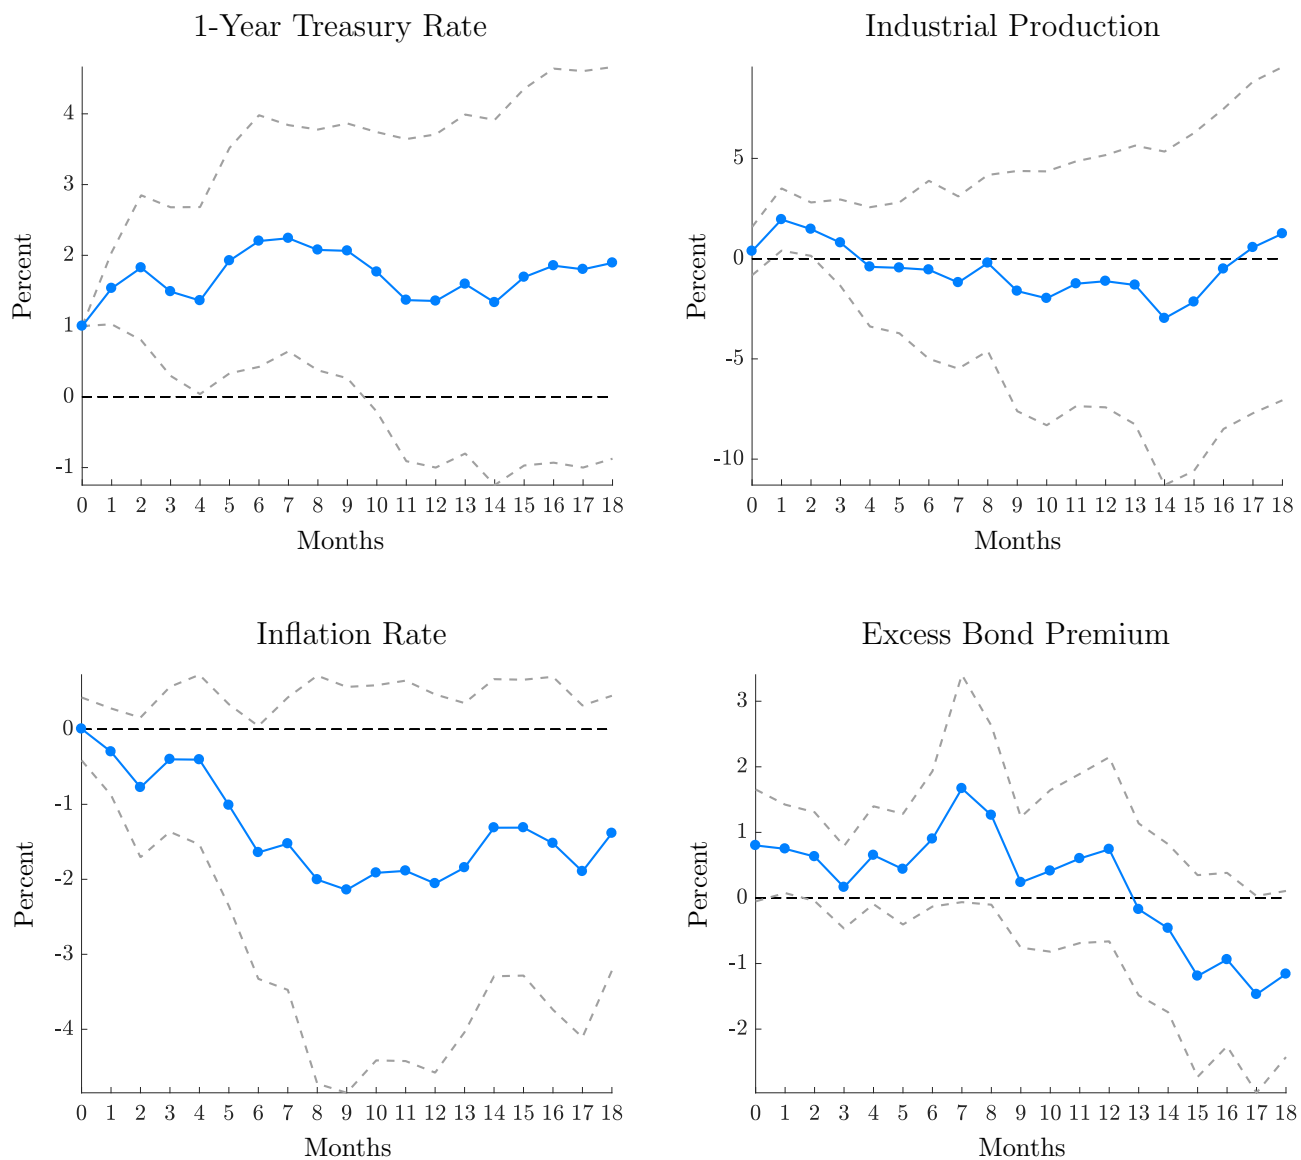 1-Year Treasury Rate
Percent
4
3
2
1
0
-1
0 1 2 3 4 5 6 7 8 9 10 11 12 13 14 15 16 17 18
Months
Industrial Production
Percent
5
0
-5
-10
0 1 2 3 4 5 6 7 8 9 10 11 12 13 14 15 16 17 18
Months
Inflation Rate
Percent
0
-1
-2
-3
-4
0 1 2 3 4 5 6 7 8 9 10 11 12 13 14 15 16 17 18
Months
Excess Bond Premium
Percent
3
2
1
0
-1
-2
0 1 2 3 4 5 6 7 8 9 10 11 12 13 14 15 16 17 18
Months